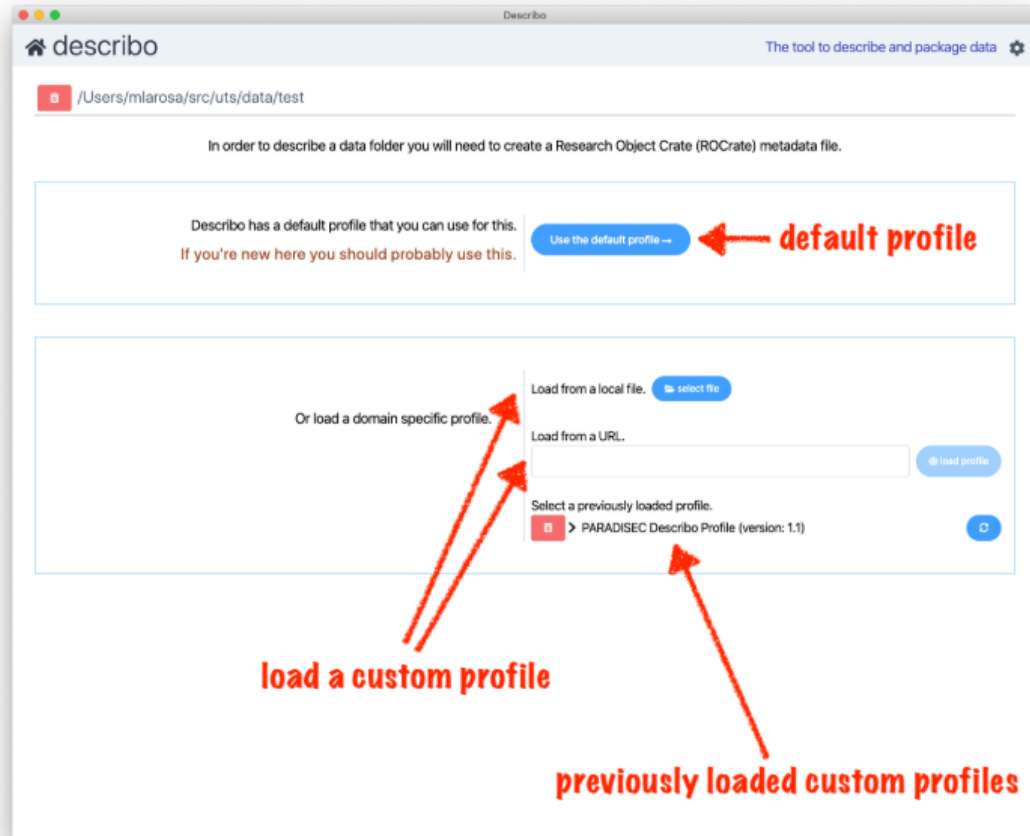 Describo
describo
The tool to describe and package data
/Users/mlarosa/src/uts/data/test
In order to describe a data folder you will need to create a Research Object Crate (ROCrate) metadata file.
Describo has a default profile that you can use for this.
If you're new here you should probably use this.
Use the default profile →
default profile
Or load a domain specific profile.
Load from a local file.
select file
Load from a URL.
load profile
Select a previously loaded profile.
PARADISEC Describo Profile (version: 1.1)
load a custom profile
previously loaded custom profiles